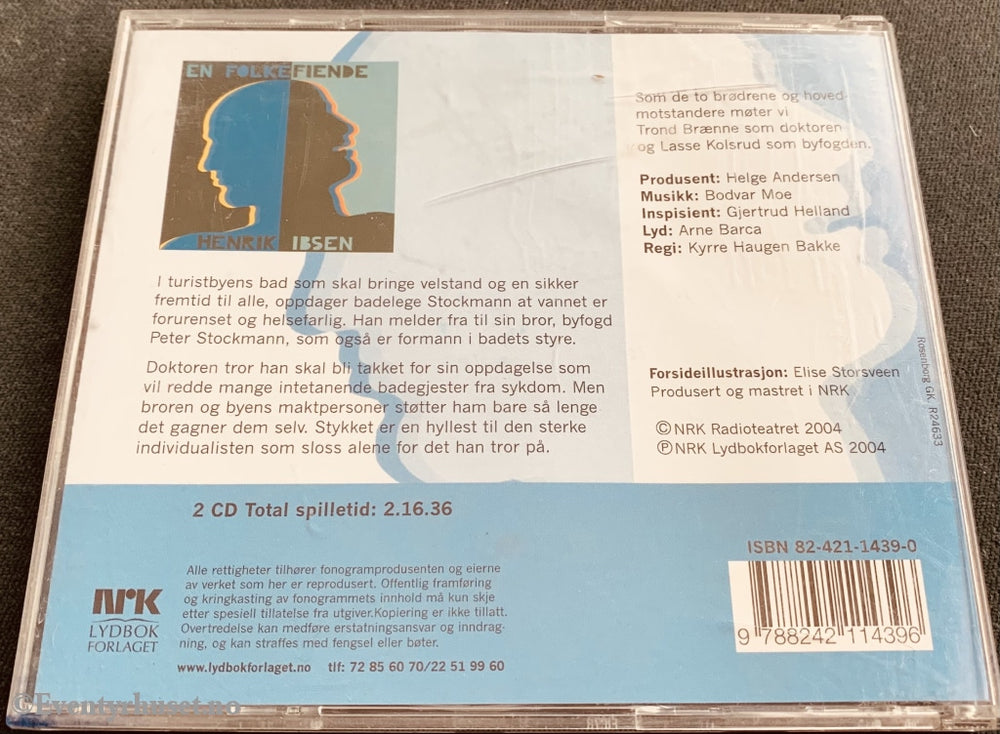 EN FOLKEFIENDE
HENRIK IBSEN
I turistbyens bad som skal bringe velstand og en sikker
fremtid til alle, oppdager badelege Stockmann at vannet er
forurenset og helsefarlig. Han melder fra til sin bror, byfogd
Peter Stockmann, som også er formann i badets styre.
Doktoren tror han skal bli takket for sin oppdagelse som
vil redde mange intetanende badegjester fra sykdom. Men
broren og byens maktpersoner støtter ham bare så lenge
det gagner dem selv. Stykket er en hyllest til den sterke
individualisten som sloss alene for det han tror på.
Som de to brødrene og hoved-
motstandere møter vi
Trond Brænne som doktoren
og Lasse Kolsrud som byfogden.
Produsent: Helge Andersen
Musikk: Bodvar Moe
Inspisient: Gjertrud Helland
Lyd: Arne Barca
Regi: Kyrre Haugen Bakke
Forsideillustrasjon: Elise Storsveen
Produsert og mastret i NRK
© NRK Radioteatret 2004
℗ NRK Lydbokforlaget AS 2004
Rosenborg GK. R24633
2 CD Total spilletid: 2.16.36
NRK
LYDBOK
FORLAGET
Alle rettigheter tilhører fonogramprodusenten og eierne
av verket som her er reprodusert. Offentlig framføring
og kringkasting av fonogrammets innhold må kun skje
etter spesiell tillatelse fra utgiver.Kopiering er ikke tillatt.
Overtredelse kan medføre erstatningsansvar og inndrag-
ning, og kan straffes med fengsel eller bøter.
www.lydbokforlaget.no tlf: 72 85 60 70/22 51 99 60
ISBN 82-421-1439-0
9 788242 114396
©Eventyrhuset.no